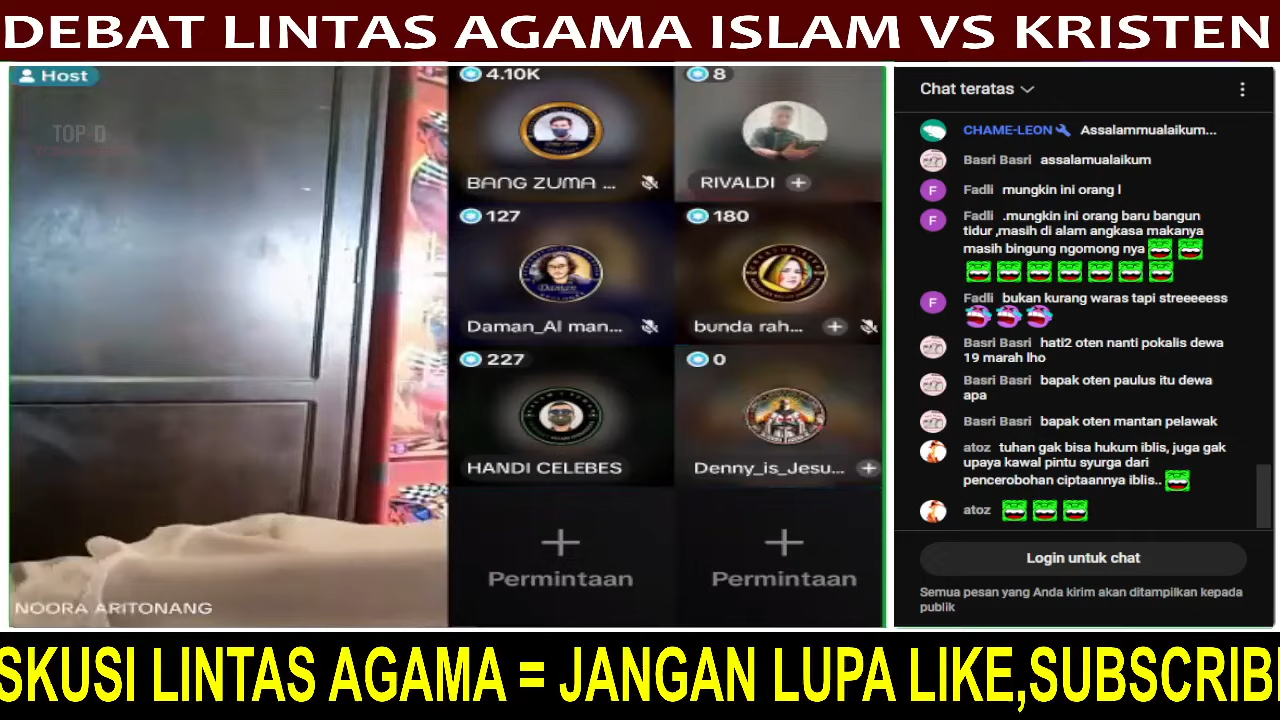 DEBAT LINTAS AGAMA ISLAM VS KRISTEN
Host
TOP D
NOORA ARITONANG
4.10K
BANG ZUMA ...
8
RIVALDI
127
Daman_Al man...
180
bunda rah...
227
HANDI CELEBES
0
Denny_is_Jesu...
Permintaan
Permintaan
Chat teratas
CHAME-LEON Assalammualaikum...
Basri Basri assalamualaikum
Fadli mungkin ini orang l
Fadli .mungkin ini orang baru bangun
tidur ,masih di alam angkasa makanya
masih bingung ngomong nya
Fadli bukan kurang waras tapi streeeeess
Basri Basri hati2 oten nanti pokalis dewa
19 marah lho
Basri Basri bapak oten paulus itu dewa
apa
Basri Basri bapak oten mantan pelawak
atoz tuhan gak bisa hukum iblis, juga gak
upaya kawal pintu syurga dari
pencerobohan ciptaannya iblis..
atoz
Login untuk chat
Semua pesan yang Anda kirim akan ditampilkan kepada
publik
SKUSI LINTAS AGAMA = JANGAN LUPA LIKE,SUBSCRIB